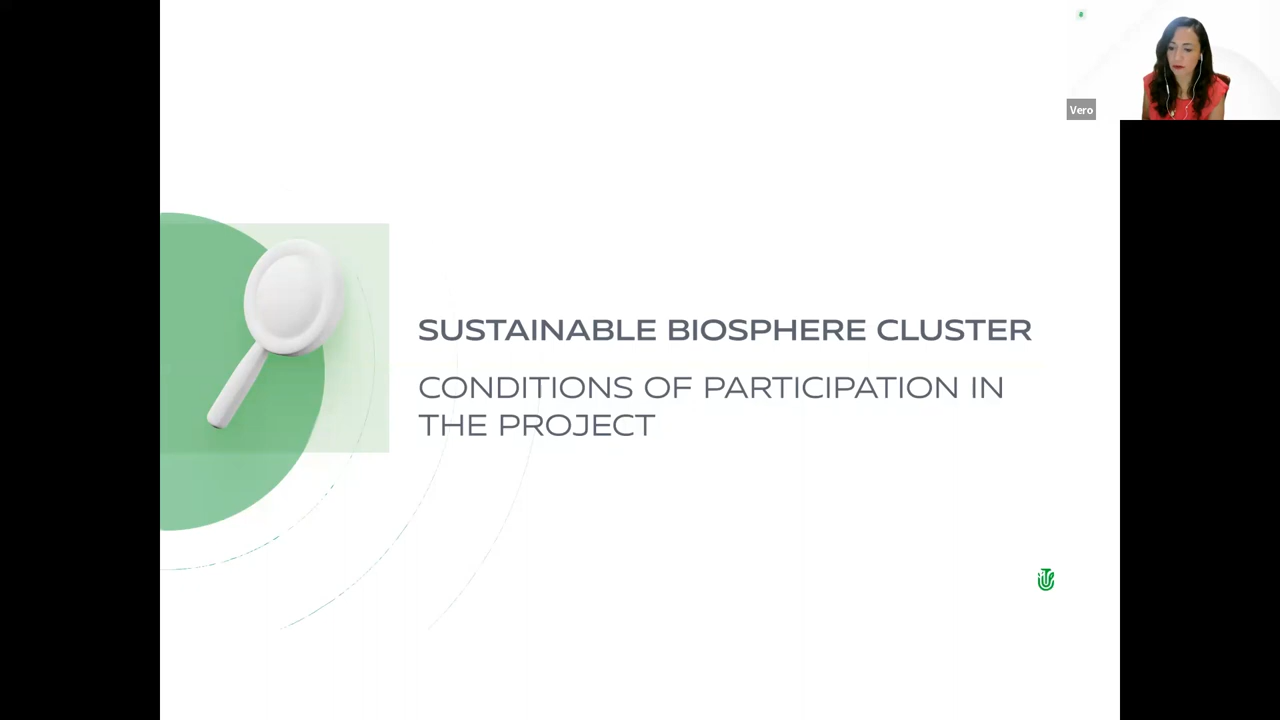 Vero
SUSTAINABLE BIOSPHERE CLUSTER
CONDITIONS OF PARTICIPATION IN
THE PROJECT